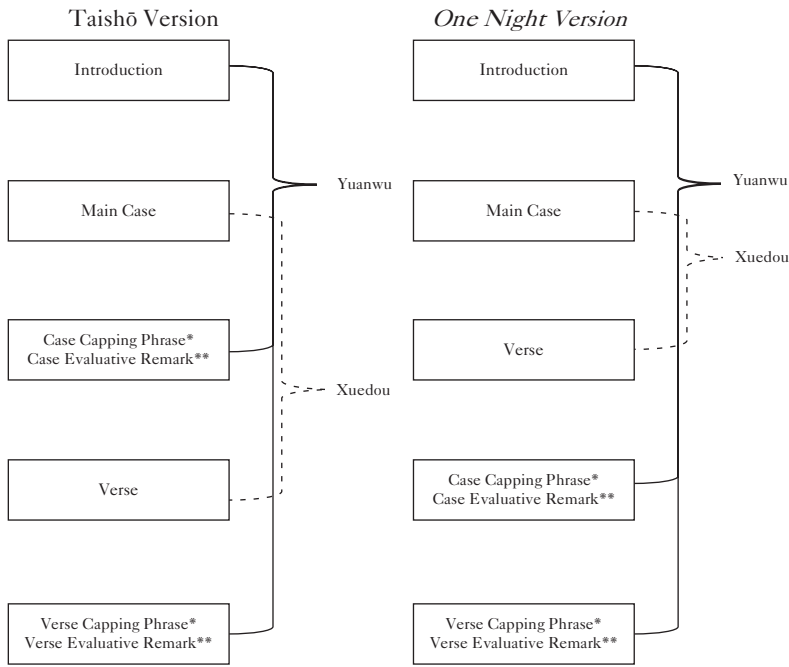 Taishō Version
Introduction
Main Case
Case Capping Phrase*
Case Evaluative Remark**
Verse
Verse Capping Phrase*
Verse Evaluative Remark**
Yuanwu
Xuedou
One Night Version
Introduction
Main Case
Verse
Case Capping Phrase*
Case Evaluative Remark**
Verse Capping Phrase*
Verse Evaluative Remark**
Yuanwu
Xuedou